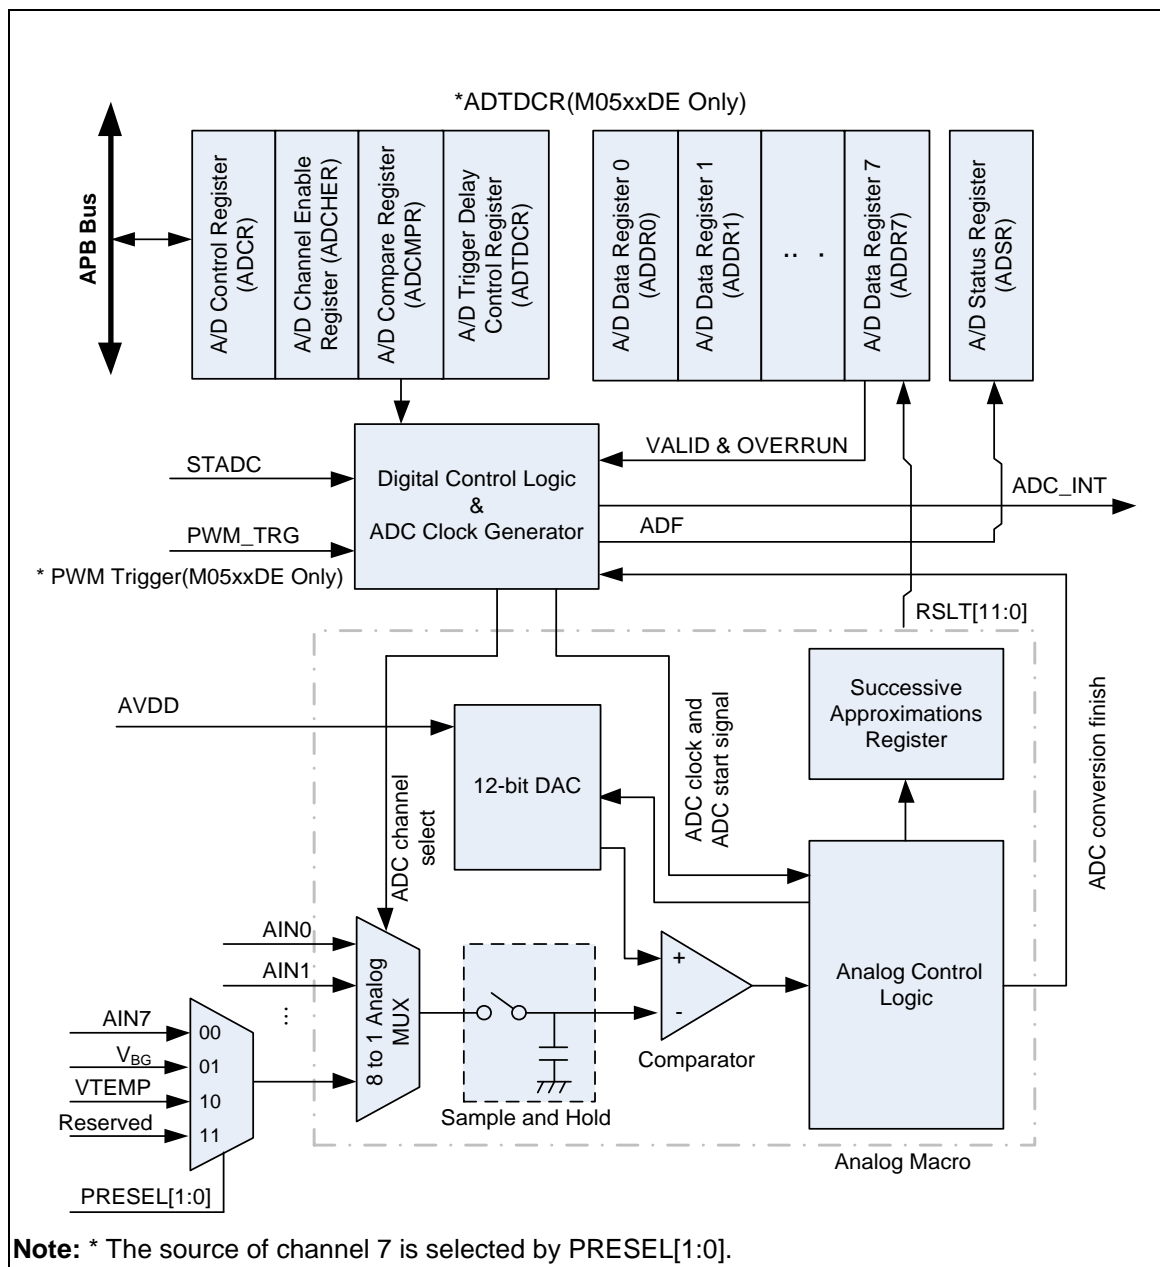 *ADTDCR(M05xxDE Only)
APB Bus
A/D Control Register
(ADCR)
A/D Channel Enable
Register (ADCHER)
A/D Compare Register
(ADCMPR)
A/D Trigger Delay
Control Register
(ADTDCR)
A/D Data Register 0
(ADDR0)
A/D Data Register 1
(ADDR1)
.. .
A/D Data Register 7
(ADDR7)
A/D Status Register
(ADSR)
STADC
PWM_TRG
* PWM Trigger(M05xxDE Only)
Digital Control Logic
&
ADC Clock Generator
VALID & OVERRUN
ADC_INT
ADF
RSLT[11:0]
AVDD
12-bit DAC
ADC channel
select
ADC clock and
ADC start signal
Successive
Approximations
Register
ADC conversion finish
AIN0
AIN1
...
AIN7
VBG
VTEMP
Reserved
00
01
10
11
PRESEL[1:0]
8 to 1 Analog
MUX
Sample and Hold
+
-
Comparator
Analog Control
Logic
Analog Macro
Note: * The source of channel 7 is selected by PRESEL[1:0].